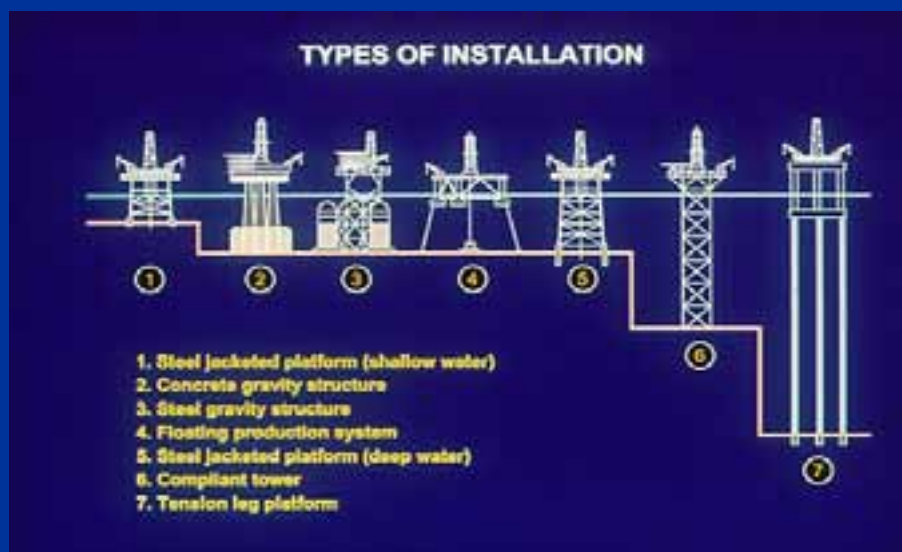 TYPES OF INSTALLATION
1 2 3 4 5 6 7
1. Steel jacketed platform (shallow water)
2. Concrete gravity structure
3. Steel gravity structure
4. Floating production system
5. Steel jacketed platform (deep water)
6. Compliant tower
7. Tension leg platform